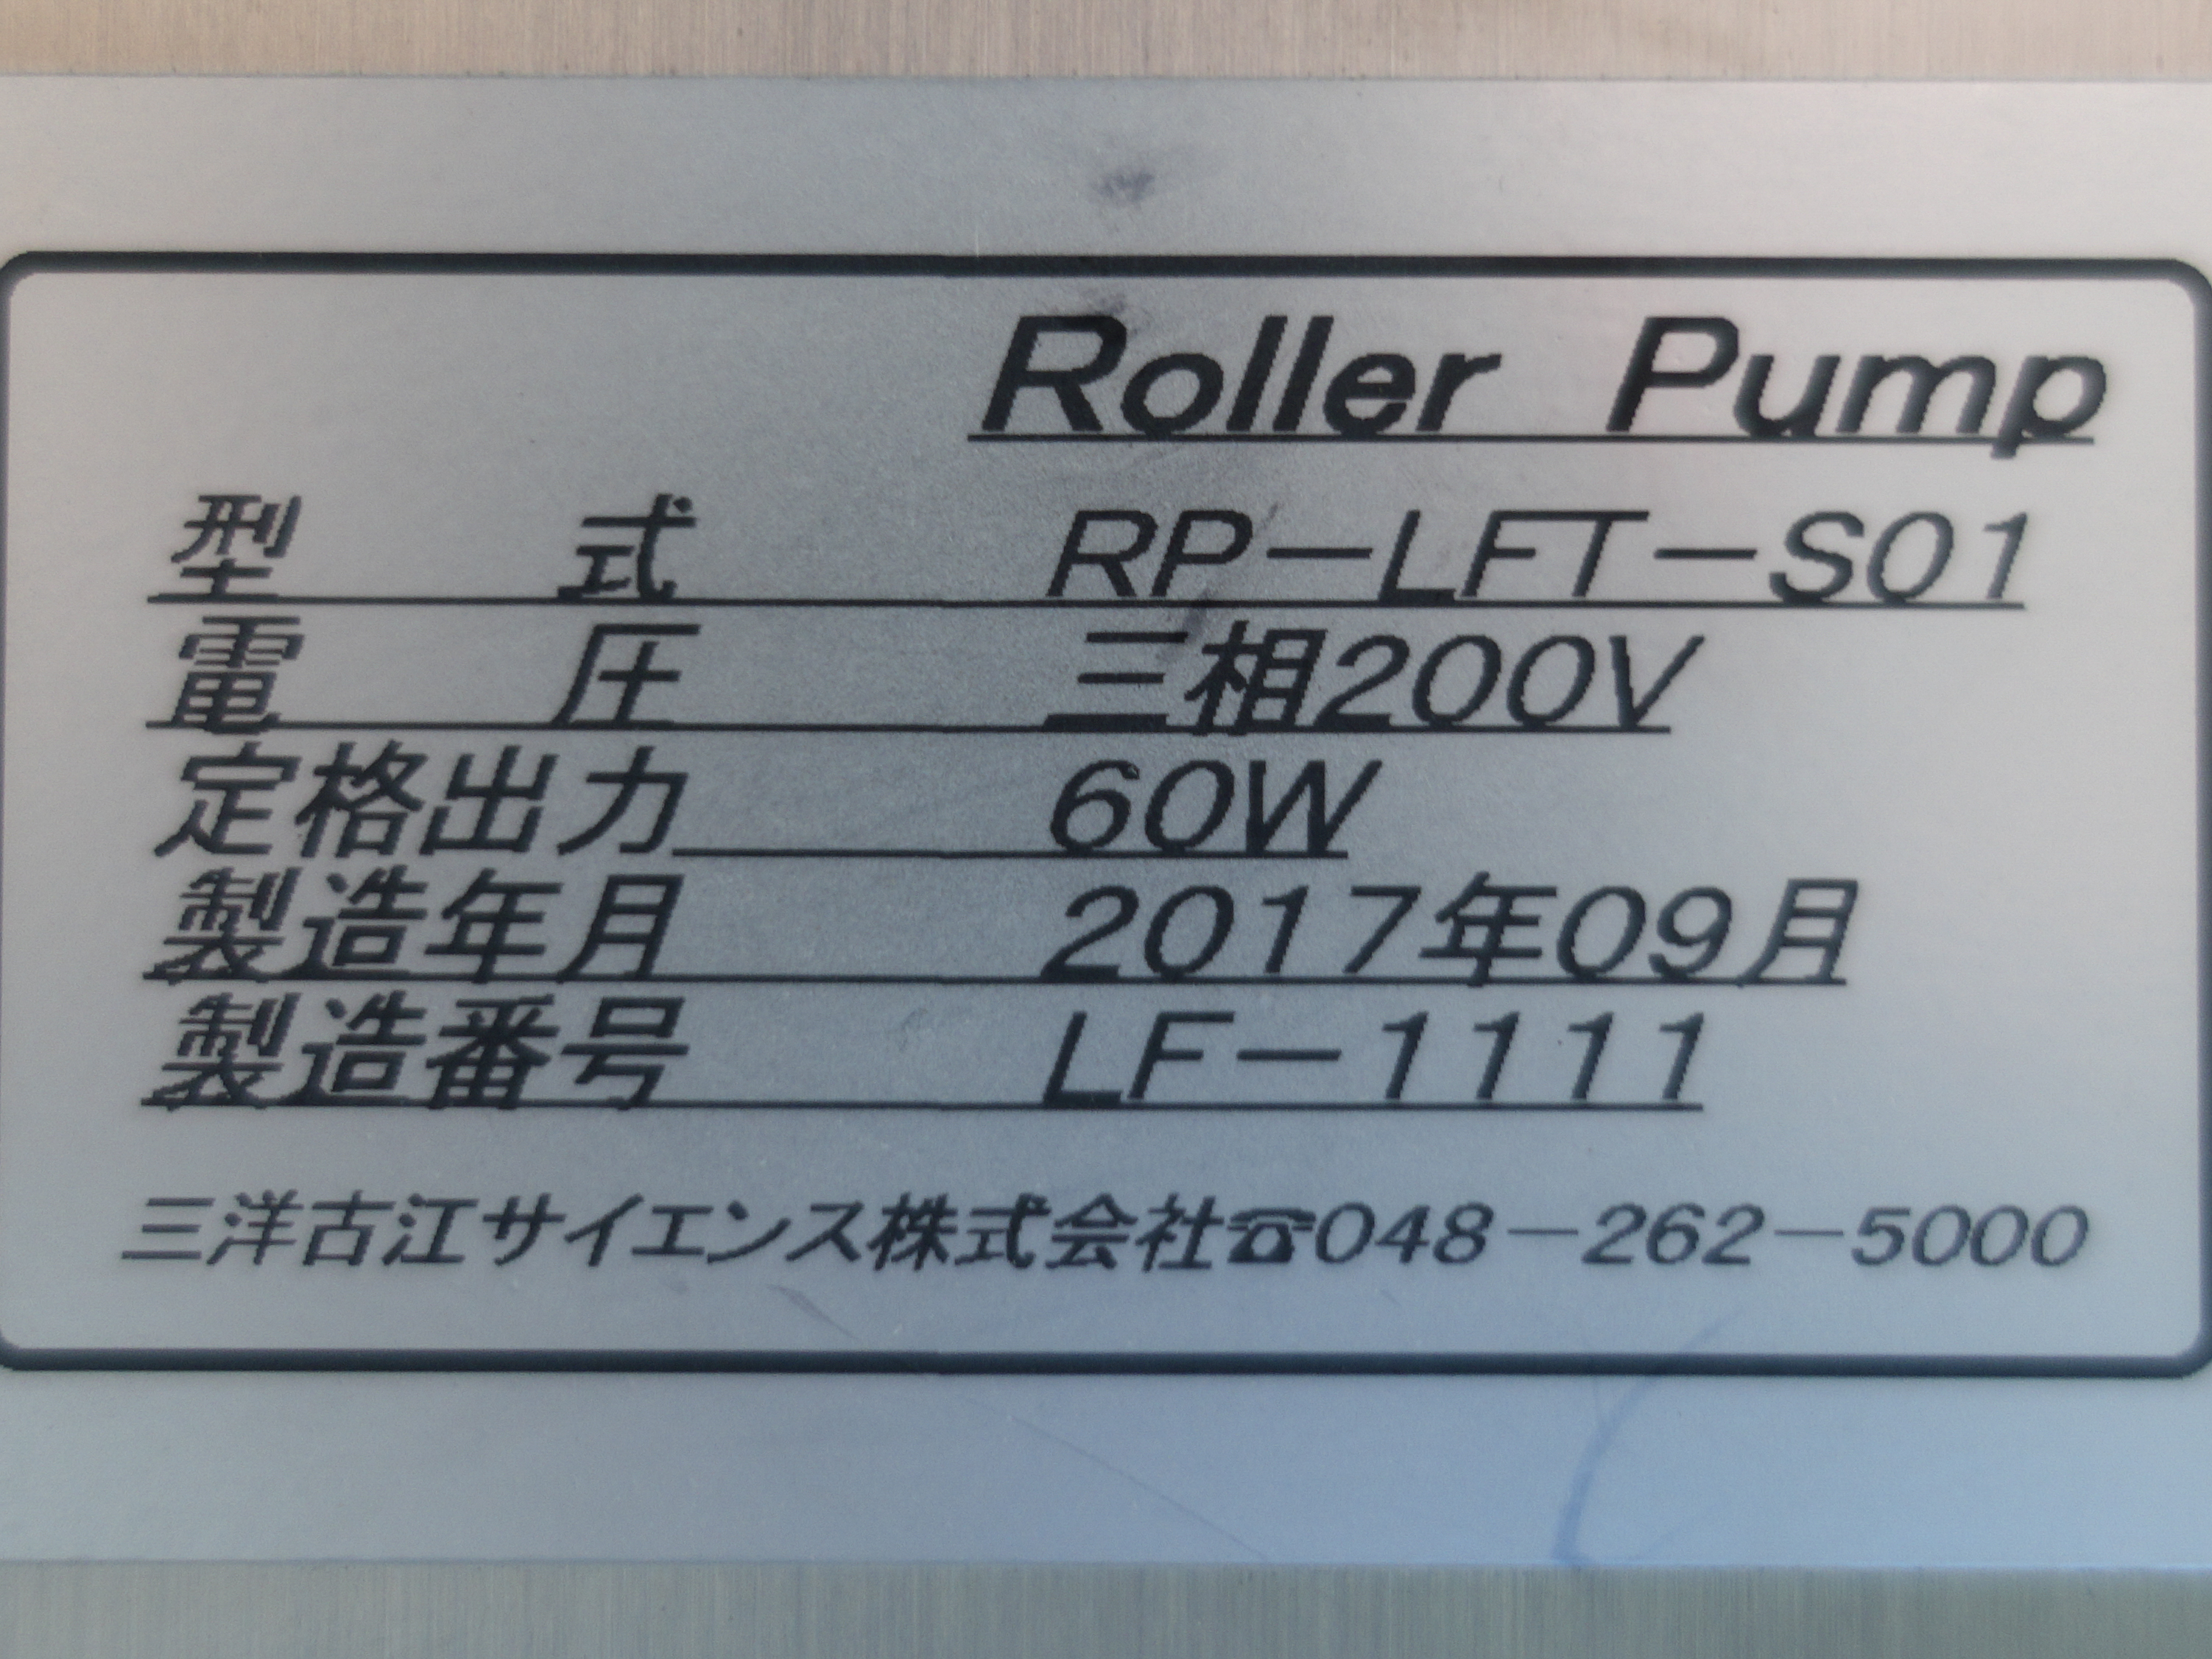 Roller Pump
型　　式　　RP－LFT－S01
電　　圧　　三相200V
定格出力　　60W
製造年月　　2017年09月
製造番号　　LF－1111
三洋古江サイエンス株式会社☎048－262－5000